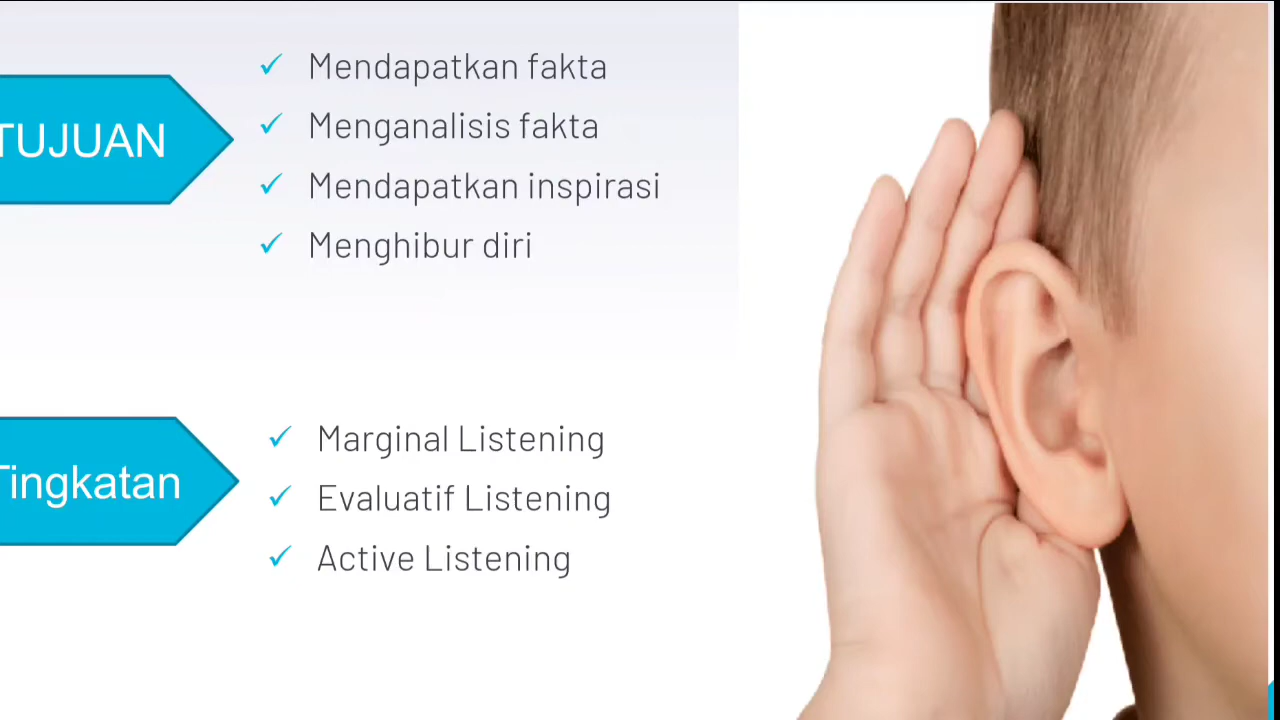 TUJUAN
Mendapatkan fakta
Menganalisis fakta
Mendapatkan inspirasi
Menghibur diri
Tingkatan
Marginal Listening
Evaluatif Listening
Active Listening